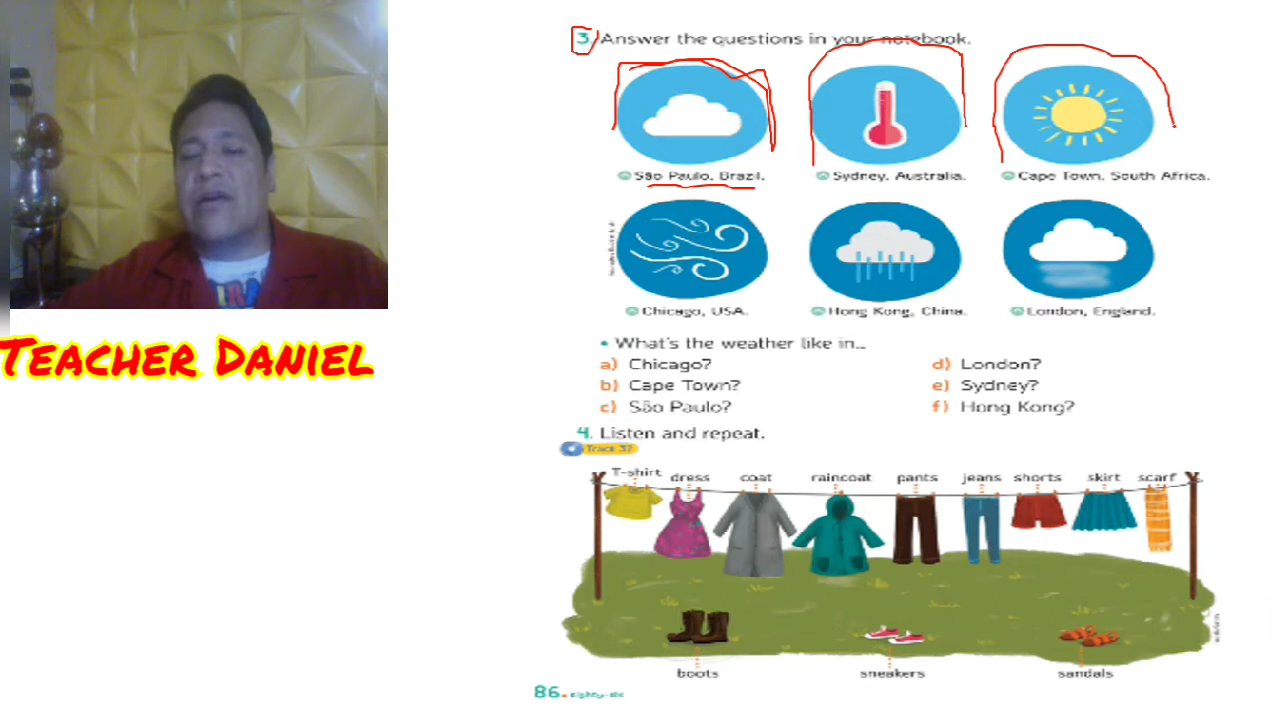 3. Answer the questions in your notebook.
São Paulo, Brazil.
Sydney, Australia.
Cape Town, South Africa.
Chicago, USA.
Hong Kong, China.
London, England.
TEACHER DANIEL
• What's the weather like in...
a) Chicago?
b) Cape Town?
c) São Paulo?
d) London?
e) Sydney?
f) Hong Kong?
4. Listen and repeat.
Track 37
T-shirt
dress
coat
raincoat
pants
jeans
shorts
skirt
scarf
boots
sneakers
sandals
86. eighty-six